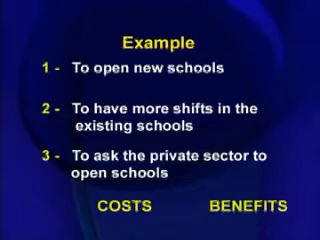 Example
1 - To open new schools
2 - To have more shifts in the
existing schools
3 - To ask the private sector to
open schools
COSTS BENEFITS